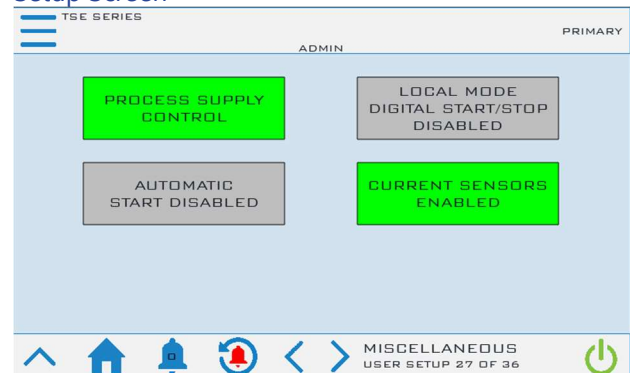 Setup Screen
TSE SERIES
PRIMARY
ADMIN
PROCESS SUPPLY
CONTROL
LOCAL MODE
DIGITAL START/STOP
DISABLED
AUTOMATIC
START DISABLED
CURRENT SENSORS
ENABLED
0
MISCELLANEOUS
USER SETUP 27 OF 36